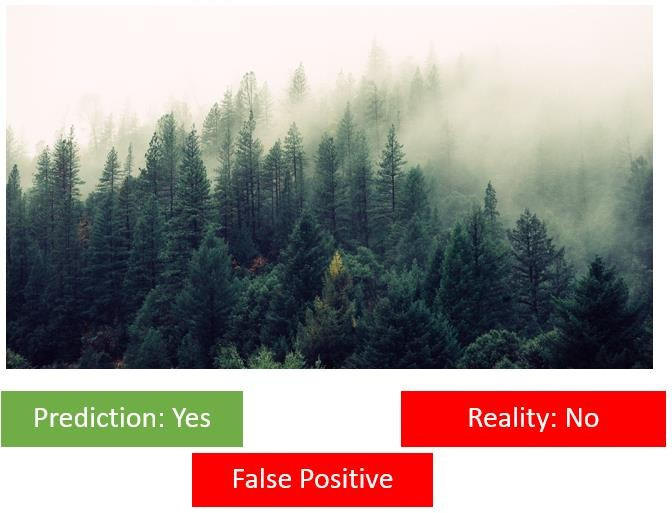 Prediction: Yes
Reality: No
False Positive